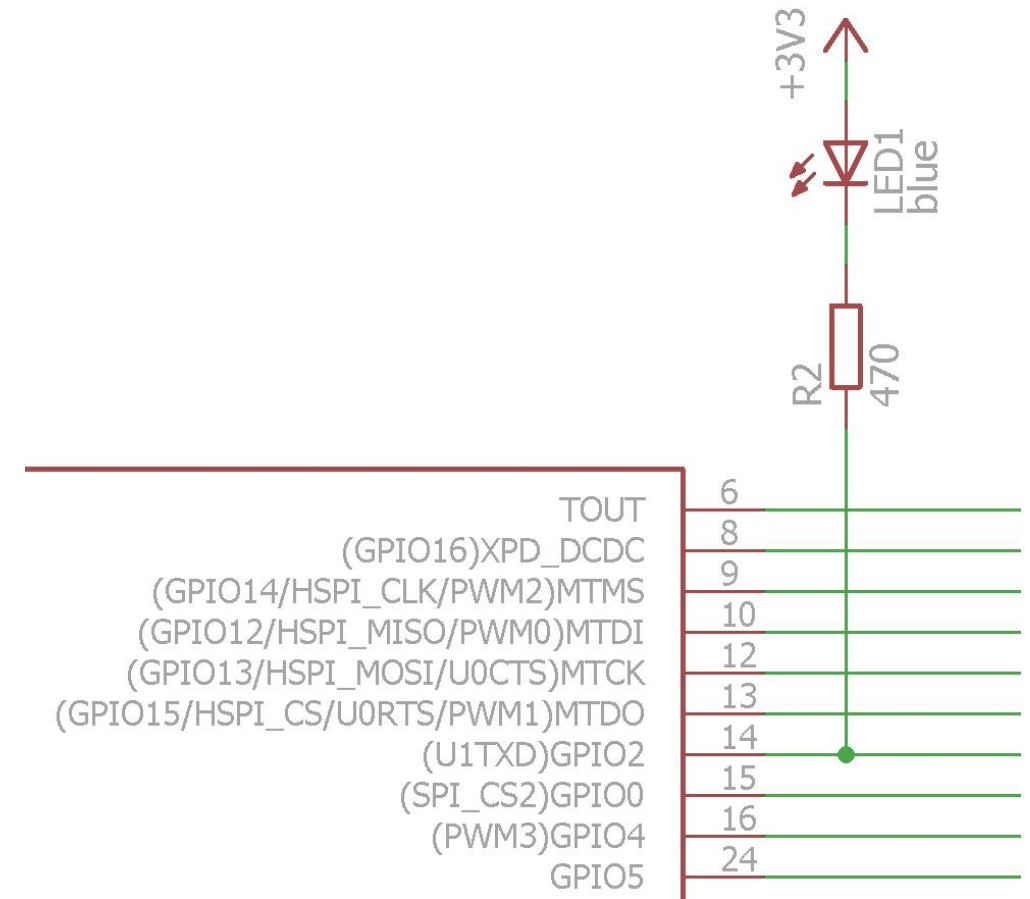 +3V3
LED1
blue
R2
470
TOUT 6
(GPIO16)XPD_DCDC 8
(GPIO14/HSPI_CLK/PWM2)MTMS 9
(GPIO12/HSPI_MISO/PWM0)MTDI 10
(GPIO13/HSPI_MOSI/U0CTS)MTCK 12
(GPIO15/HSPI_CS/U0RTS/PWM1)MTDO 13
(U1TXD)GPIO2 14
(SPI_CS2)GPIO0 15
(PWM3)GPIO4 16
GPIO5 24